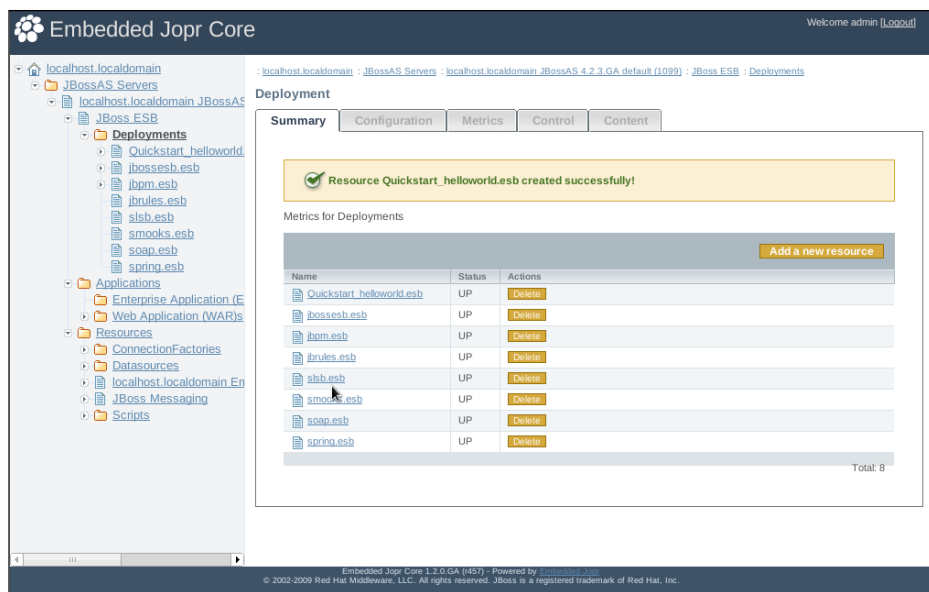 Embedded Jopr Core
Welcome admin [Logout]
localhost.localdomain
JBossAS Servers
localhost.localdomain JBossAS
JBoss ESB
Deployments
Quickstart_helloworld.
jbossesb.esb
jbpm.esb
jbrules.esb
slsb.esb
smooks.esb
soap.esb
spring.esb
Applications
Enterprise Application (E
Web Application (WAR)s
Resources
ConnectionFactories
Datasources
localhost.localdomain En
JBoss Messaging
Scripts
: localhost.localdomain : JBossAS Servers : localhost.localdomain JBossAS 4.2.3.GA default (1099) : JBoss ESB : Deployments
Deployment
Summary Configuration Metrics Control Content
Resource Quickstart_helloworld.esb created successfully!
Metrics for Deployments
Add a new resource
Name Status Actions
Quickstart_helloworld.esb UP Delete
jbossesb.esb UP Delete
jbpm.esb UP Delete
jbrules.esb UP Delete
slsb.esb UP Delete
smooks.esb UP Delete
soap.esb UP Delete
spring.esb UP Delete
Total: 8
Embedded Jopr Core 1.2.0.GA (r457) - Powered by Embedded Jopr
© 2002-2009 Red Hat Middleware, LLC. All rights reserved. JBoss is a registered trademark of Red Hat, Inc.